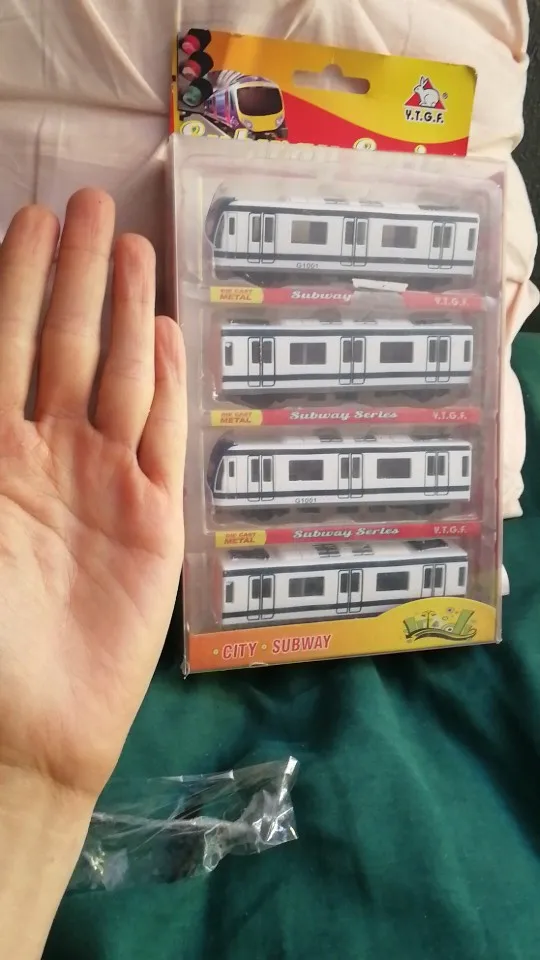 ®
Y.T.G.F.
G1001
DIE CAST METAL Subway Y.T.G.F.
DIE CAST METAL Subway Series Y.T.G.F.
G1001
DIE CAST METAL Subway Series Y.T.G.F.
• CITY • SUBWAY